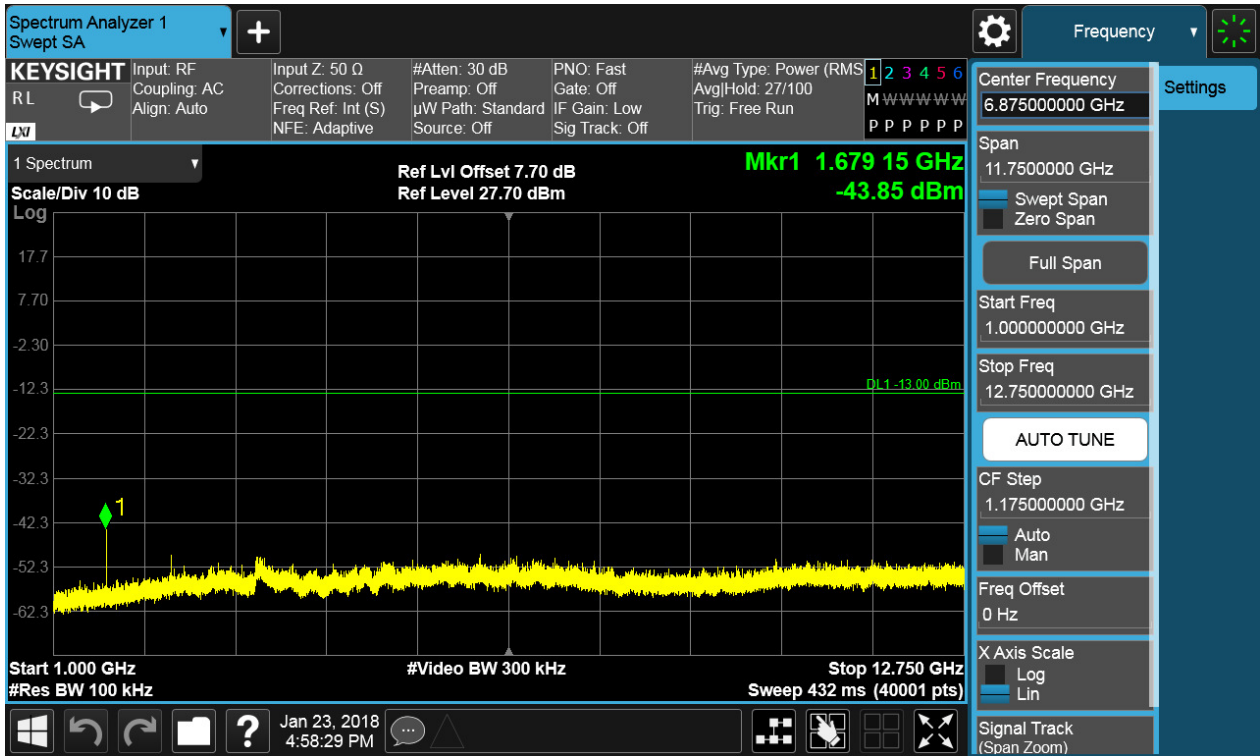 Spectrum Analyzer 1
Swept SA
+
Frequency
KEYSIGHT
RL
LXI
Input: RF
Coupling: AC
Align: Auto
Input Z: 50 Ω
Corrections: Off
Freq Ref: Int (S)
NFE: Adaptive
#Atten: 30 dB
Preamp: Off
µW Path: Standard
Source: Off
PNO: Fast
Gate: Off
IF Gain: Low
Sig Track: Off
#Avg Type: Power (RMS
Avg|Hold: 27/100
Trig: Free Run
1 2 3 4 5 6
M W W W W W
P P P P P P
1 Spectrum
Scale/Div 10 dB
Log
Ref Lvl Offset 7.70 dB
Ref Level 27.70 dBm
Mkr1 1.679 15 GHz
-43.85 dBm
17.7
7.70
-2.30
-12.3
-22.3
-32.3
-42.3
-52.3
-62.3
DL1 -13.00 dBm
1
Start 1.000 GHz
#Res BW 100 kHz
#Video BW 300 kHz
Stop 12.750 GHz
Sweep 432 ms (40001 pts)
Center Frequency
6.875000000 GHz
Span
11.7500000 GHz
Swept Span
Zero Span
Full Span
Start Freq
1.000000000 GHz
Stop Freq
12.750000000 GHz
AUTO TUNE
CF Step
1.175000000 GHz
Auto
Man
Freq Offset
0 Hz
X Axis Scale
Log
Lin
Signal Track
(Span Zoom)
Settings
?
Jan 23, 2018
4:58:29 PM